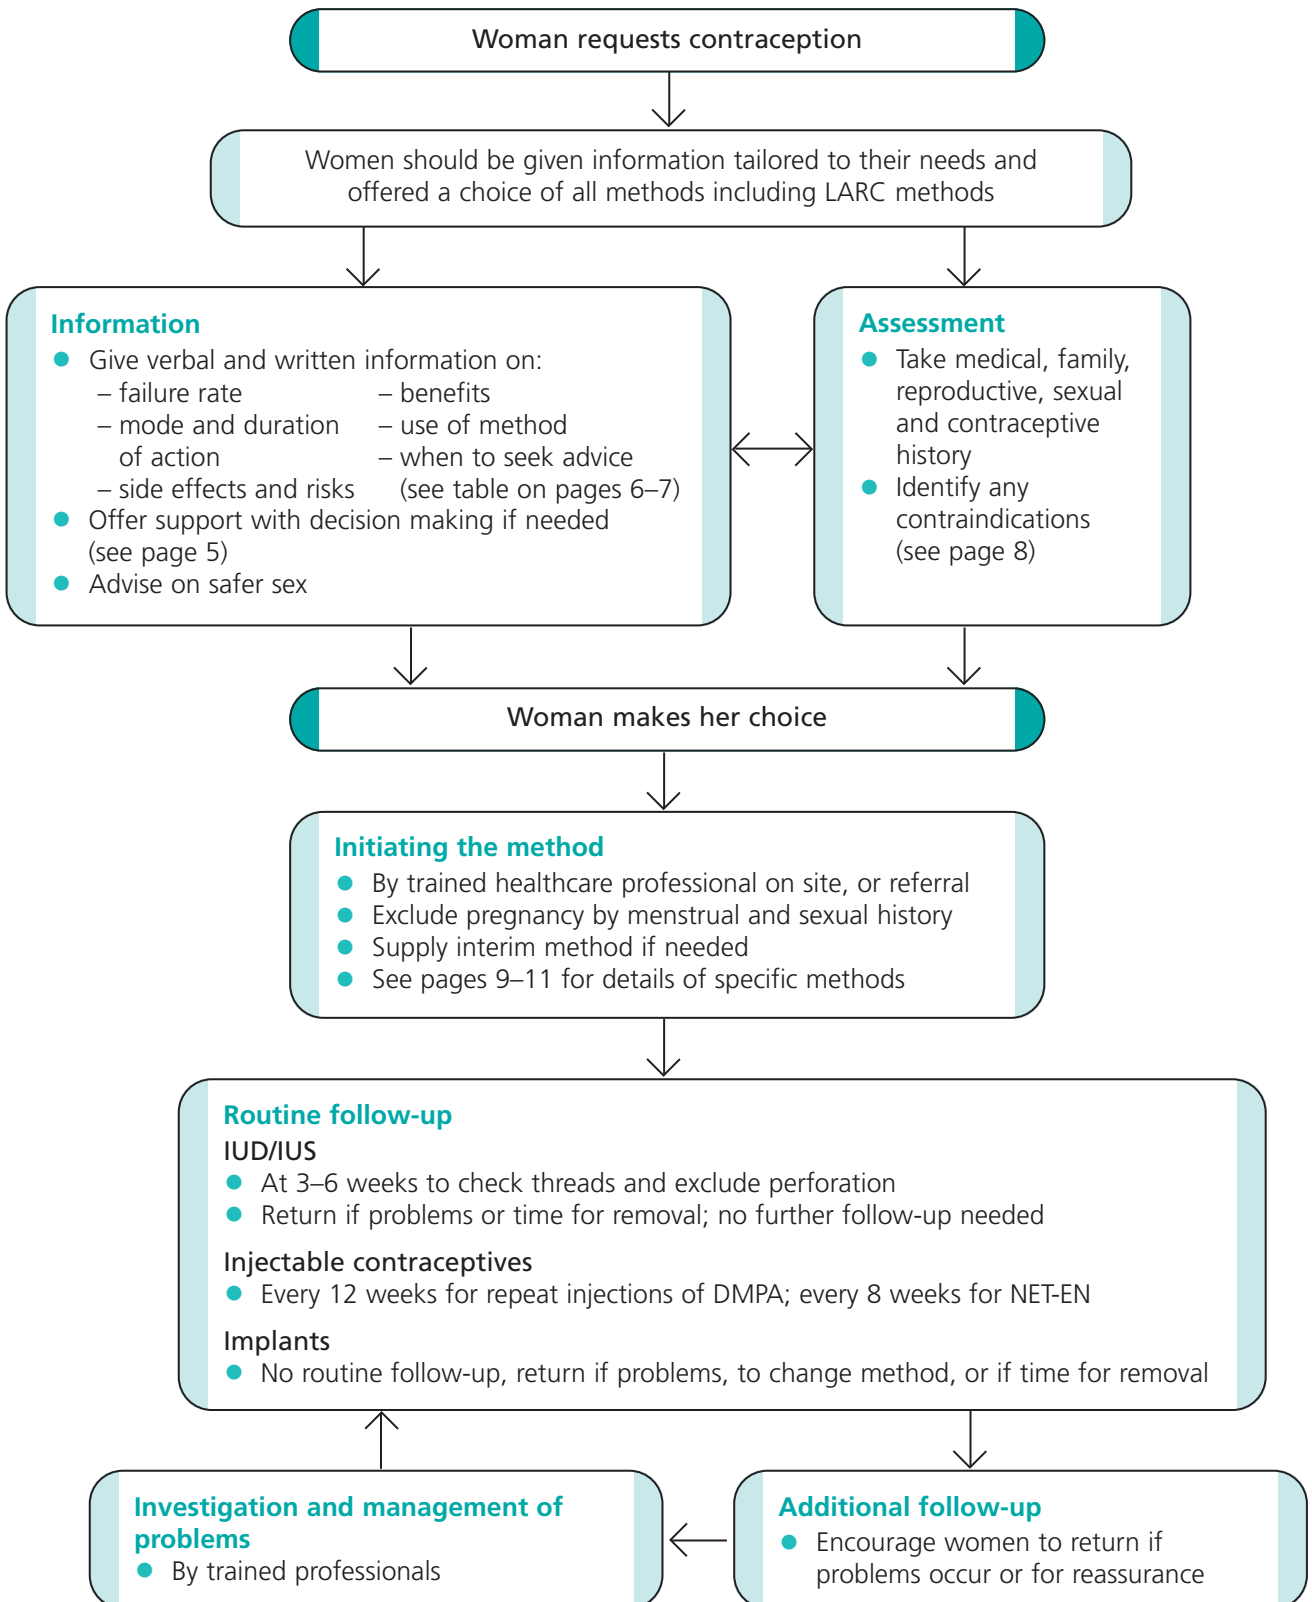 Woman requests contraception
Women should be given information tailored to their needs and
offered a choice of all methods including LARC methods
Information
● Give verbal and written information on:
– failure rate
– mode and duration
of action
– side effects and risks
– benefits
– use of method
– when to seek advice
(see table on pages 6–7)
● Offer support with decision making if needed
(see page 5)
● Advise on safer sex
Assessment
● Take medical, family,
reproductive, sexual
and contraceptive
history
● Identify any
contraindications
(see page 8)
Woman makes her choice
Initiating the method
● By trained healthcare professional on site, or referral
● Exclude pregnancy by menstrual and sexual history
● Supply interim method if needed
● See pages 9–11 for details of specific methods
Routine follow-up
IUD/IUS
● At 3–6 weeks to check threads and exclude perforation
● Return if problems or time for removal; no further follow-up needed
Injectable contraceptives
● Every 12 weeks for repeat injections of DMPA; every 8 weeks for NET-EN
Implants
● No routine follow-up, return if problems, to change method, or if time for removal
Investigation and management of
problems
● By trained professionals
Additional follow-up
● Encourage women to return if
problems occur or for reassurance